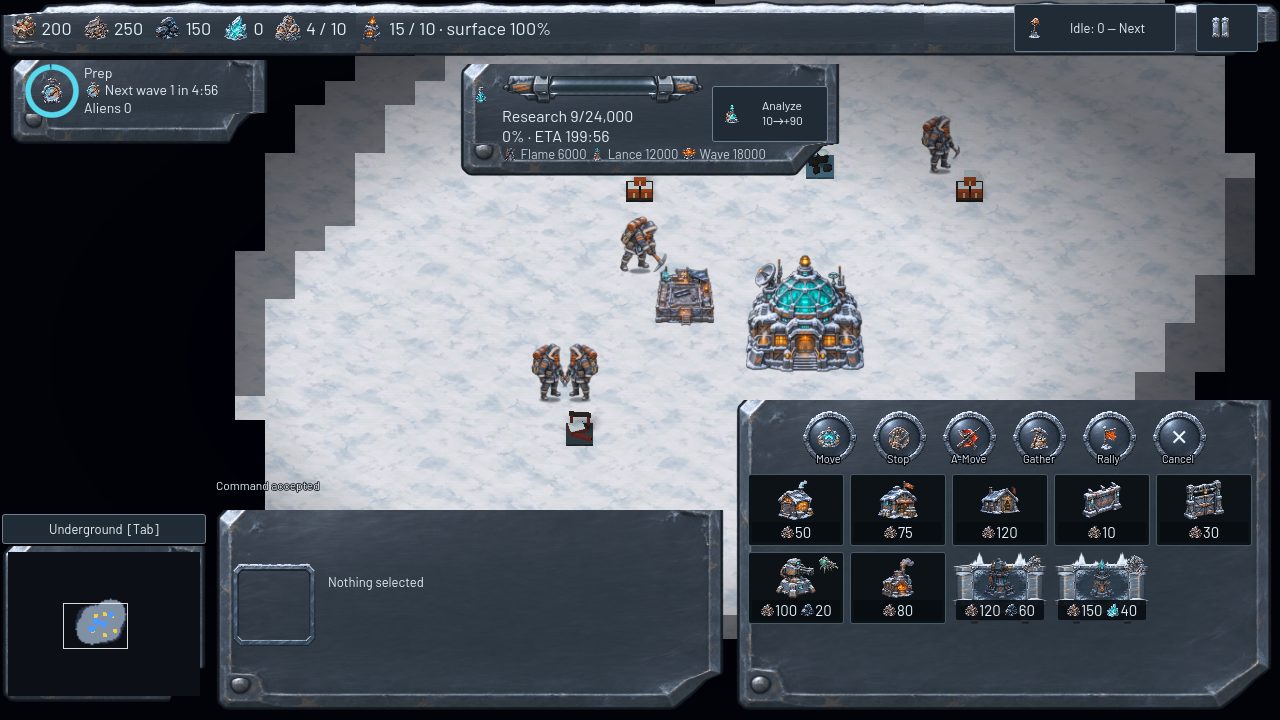 200 250 150 0 4 / 10 15 / 10 · surface 100%
Idle: 0 — Next
Prep
Next wave 1 in 4:56
Aliens 0
Research 9/24,000
0% · ETA 199:56
Flame 6000 Lance 12000 Wave 18000
Analyze
10→+90
Command accepted
Underground [Tab]
Nothing selected
Move Stop A-Move Gather Rally Cancel
50 75 120 10 30
100 20 80 120 60 150 40